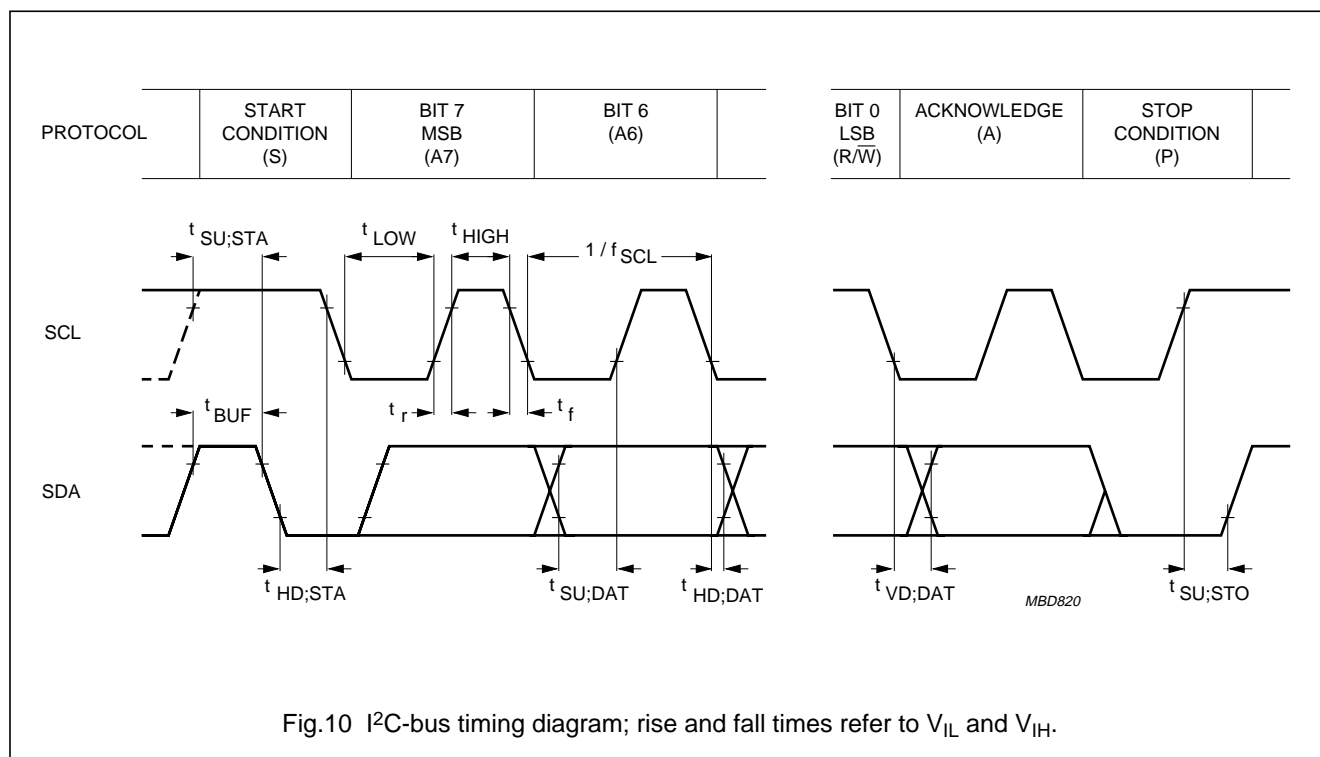 PROTOCOL
START CONDITION (S)
BIT 7 MSB (A7)
BIT 6 (A6)
BIT 0 LSB (R/W̅)
ACKNOWLEDGE (A)
STOP CONDITION (P)
t SU;STA
t LOW
t HIGH
1 / f SCL
SCL
t BUF
t r
t f
SDA
t HD;STA
t SU;DAT
t HD;DAT
t VD;DAT
MBD820
t SU;STO
Fig.10 I²C-bus timing diagram; rise and fall times refer to VIL and VIH.